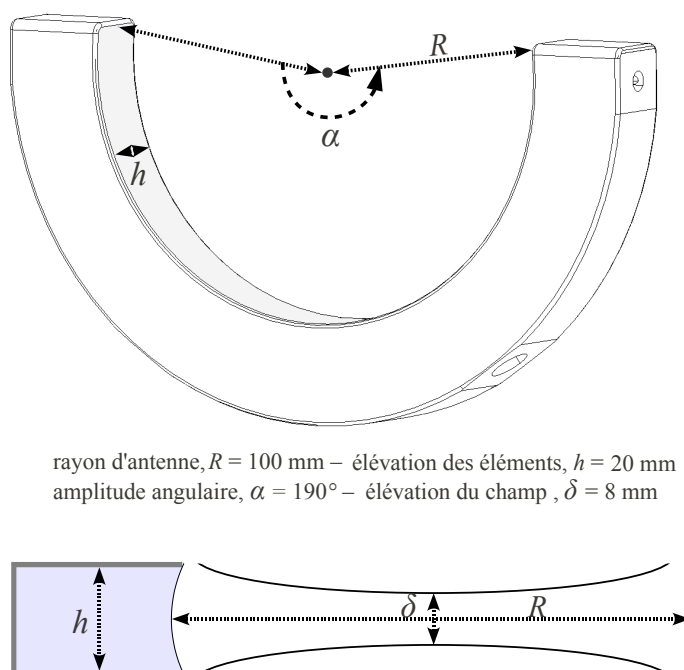 R
α
h
rayon d'antenne, R = 100 mm – élévation des éléments, h = 20 mm
amplitude angulaire, α = 190° – élévation du champ , δ = 8 mm
h δ R